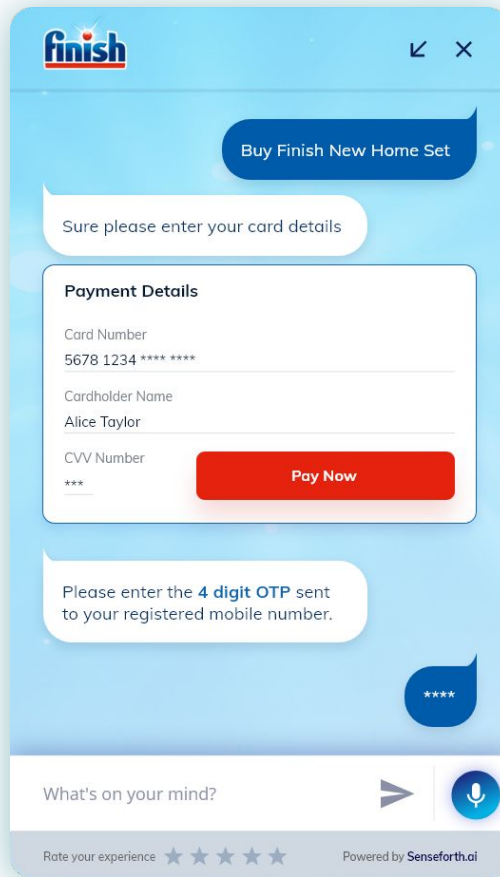 finish
Buy Finish New Home Set
Sure please enter your card details
Payment Details
Card Number
5678 1234 **** ****
Cardholder Name
Alice Taylor
CVV Number
***
Pay Now
Please enter the 4 digit OTP sent
to your registered mobile number.
****
What's on your mind?
Rate your experience
Powered by Senseforth.ai